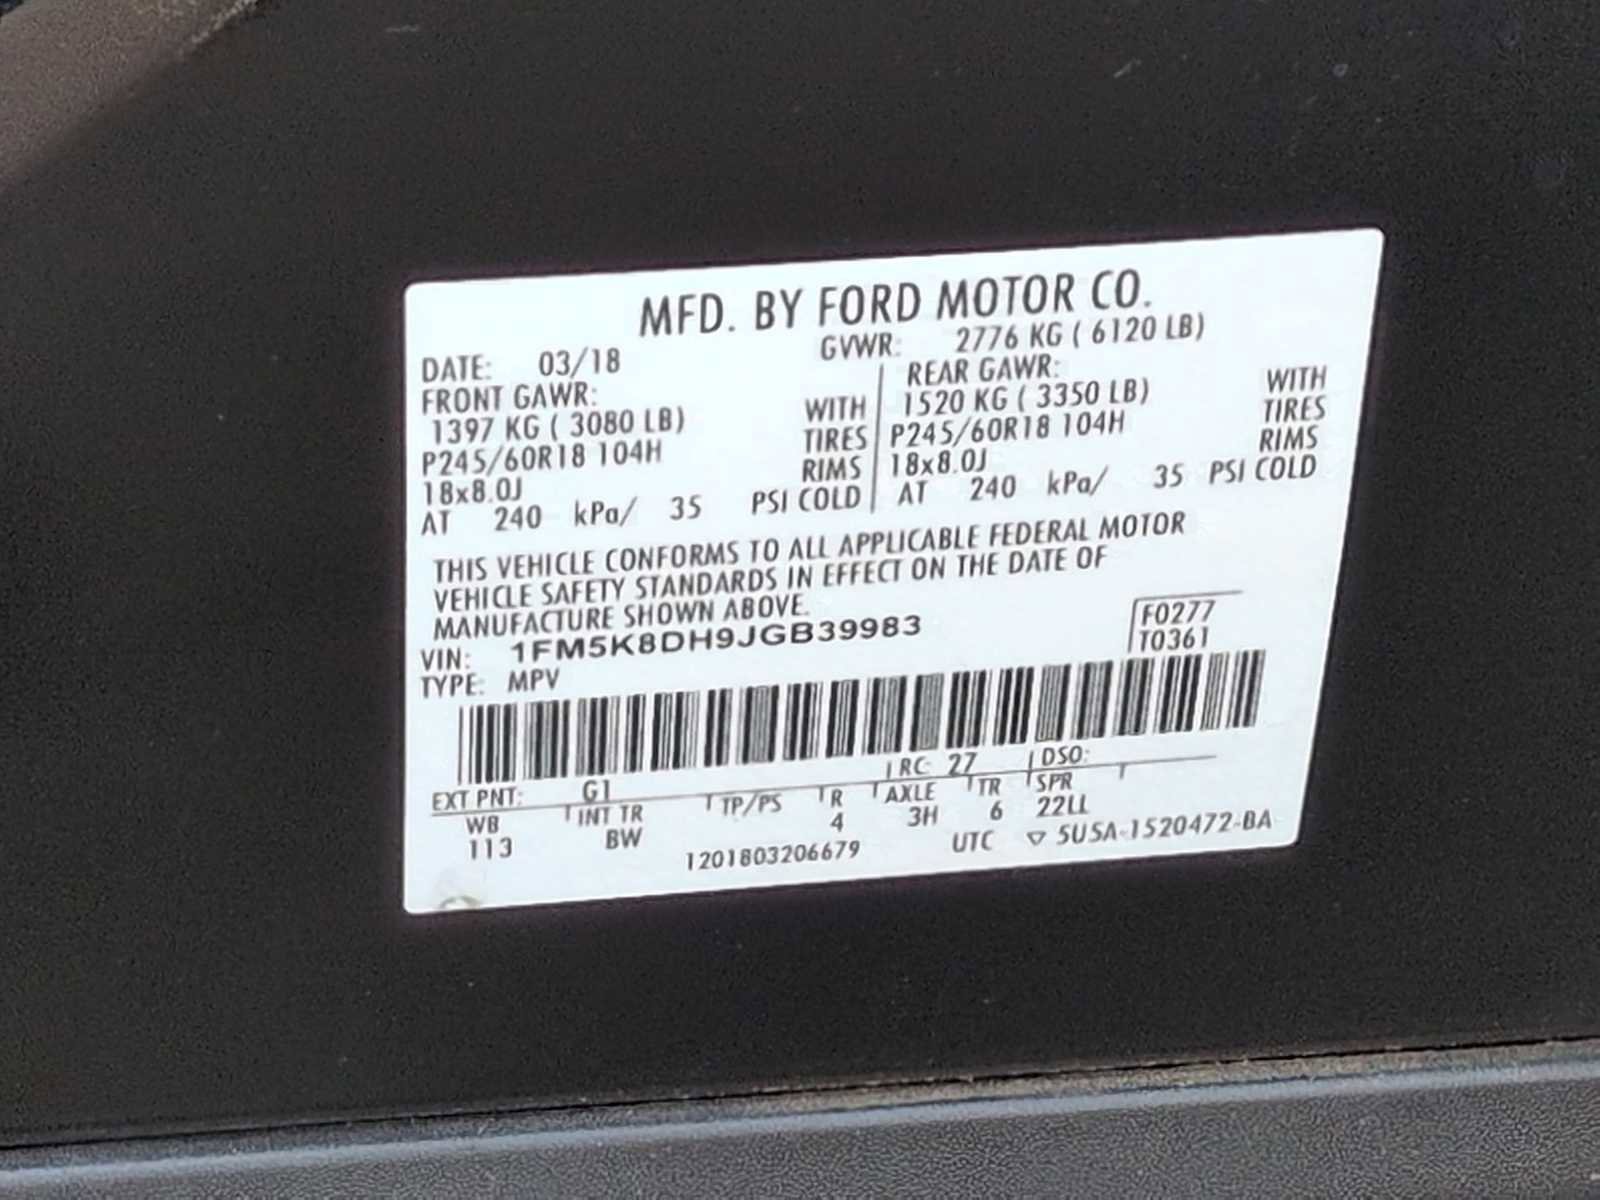 MFD. BY FORD MOTOR CO.
DATE: 03/18 GVWR: 2776 KG ( 6120 LB)
FRONT GAWR: REAR GAWR:
1397 KG ( 3080 LB) WITH 1520 KG ( 3350 LB) WITH
P245/60R18 104H TIRES P245/60R18 104H TIRES
18x8.0J RIMS 18x8.0J RIMS
AT 240 kPa/ 35 PSI COLD AT 240 kPa/ 35 PSI COLD
THIS VEHICLE CONFORMS TO ALL APPLICABLE FEDERAL MOTOR
VEHICLE SAFETY STANDARDS IN EFFECT ON THE DATE OF
MANUFACTURE SHOWN ABOVE.
VIN: 1FM5K8DH9JGB39983 F0277
TYPE: MPV T0361
EXT PNT: G1 RC: 27 DSO:
WB INT TR TP/PS R AXLE TR SPR
113 BW 4 3H 6 22LL
1201803206679 UTC ▽ 5U5A-1520472-BA